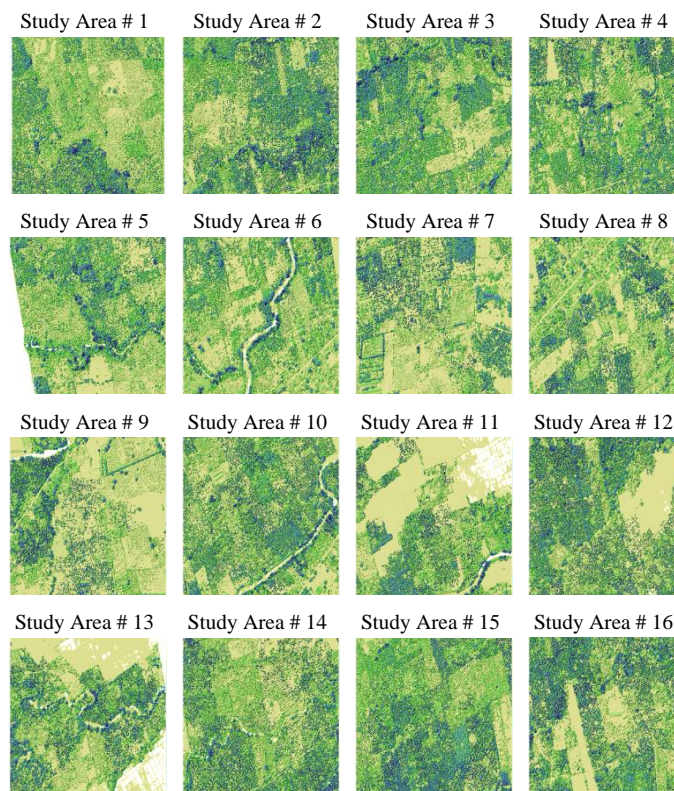 Study Area # 1
Study Area # 2
Study Area # 3
Study Area # 4
Study Area # 5
Study Area # 6
Study Area # 7
Study Area # 8
Study Area # 9
Study Area # 10
Study Area # 11
Study Area # 12
Study Area # 13
Study Area # 14
Study Area # 15
Study Area # 16